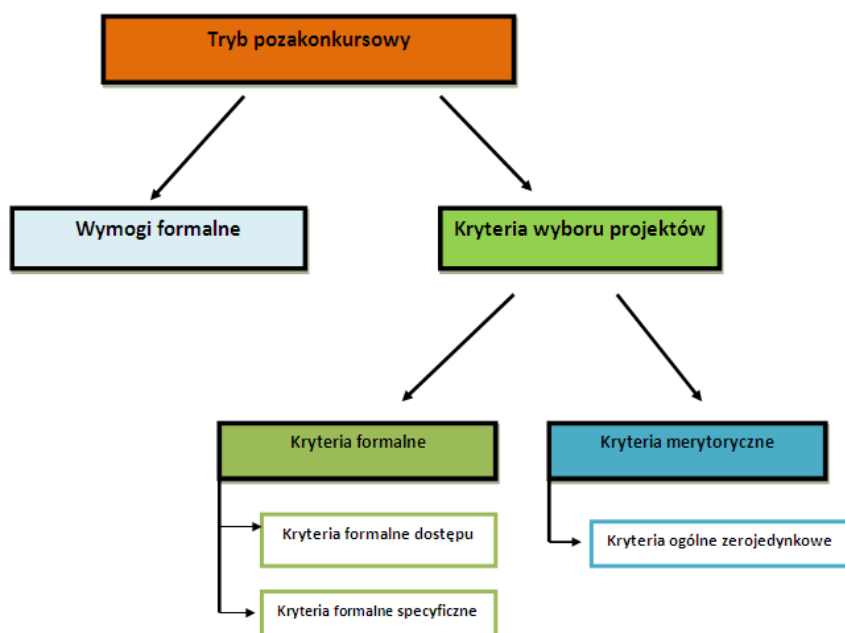 Tryb pozakonkursowy
Wymogi formalne
Kryteria wyboru projektów
Kryteria formalne
Kryteria merytoryczne
Kryteria formalne dostępu
Kryteria ogólne zerojedynkowe
Kryteria formalne specyficzne